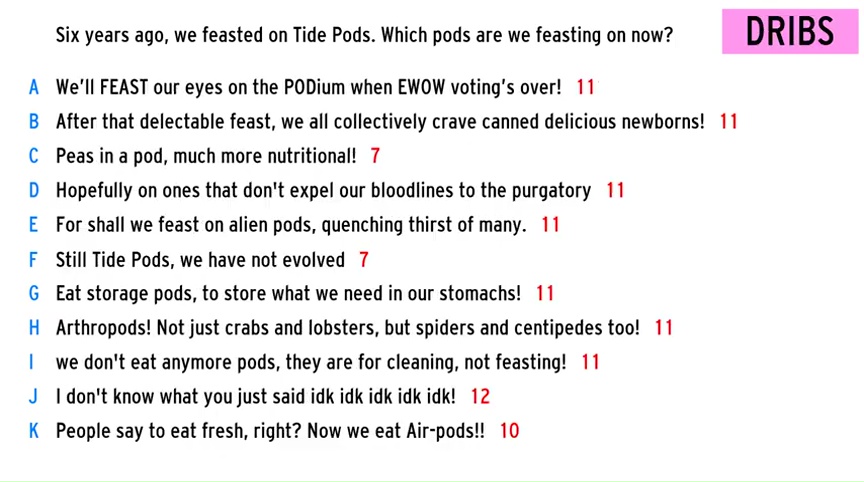 Six years ago, we feasted on Tide Pods. Which pods are we feasting on now?
DRIBS
A We'll FEAST our eyes on the PODium when EWOW voting's over! 11
B After that delectable feast, we all collectively crave canned delicious newborns! 11
C Peas in a pod, much more nutritional! 7
D Hopefully on ones that don't expel our bloodlines to the purgatory 11
E For shall we feast on alien pods, quenching thirst of many. 11
F Still Tide Pods, we have not evolved 7
G Eat storage pods, to store what we need in our stomachs! 11
H Arthropods! Not just crabs and lobsters, but spiders and centipedes too! 11
I we don't eat anymore pods, they are for cleaning, not feasting! 11
J I don't know what you just said idk idk idk idk idk! 12
K People say to eat fresh, right? Now we eat Air-pods!! 10